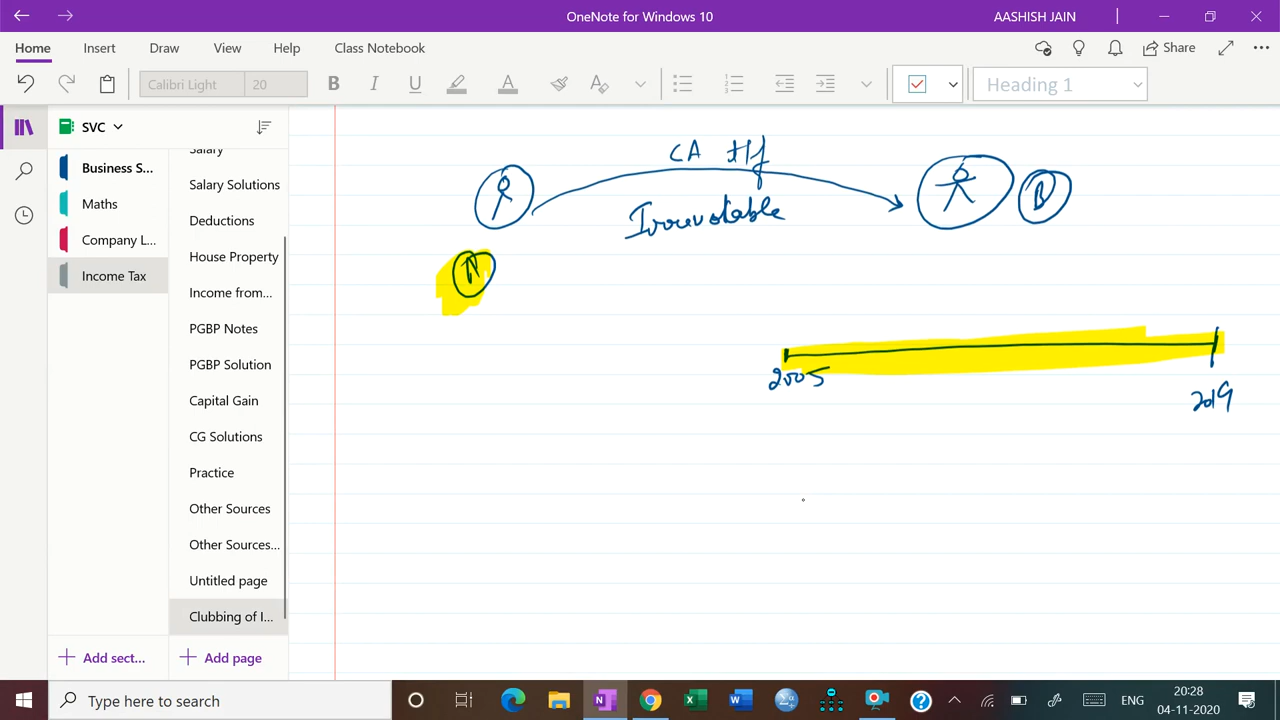 OneNote for Windows 10
AASHISH JAIN
Home Insert Draw View Help Class Notebook
Share
Calibri Light 20 B I U A Heading 1
SVC
Business S...
Maths
Company L...
Income Tax
Salary
Salary Solutions
Deductions
House Property
Income from...
PGBP Notes
PGBP Solution
Capital Gain
CG Solutions
Practice
Other Sources
Other Sources...
Untitled page
Clubbing of I...
+ Add sect...
+ Add page
CA
B
2005
2019
Type here to search
ENG
20:28
04-11-2020